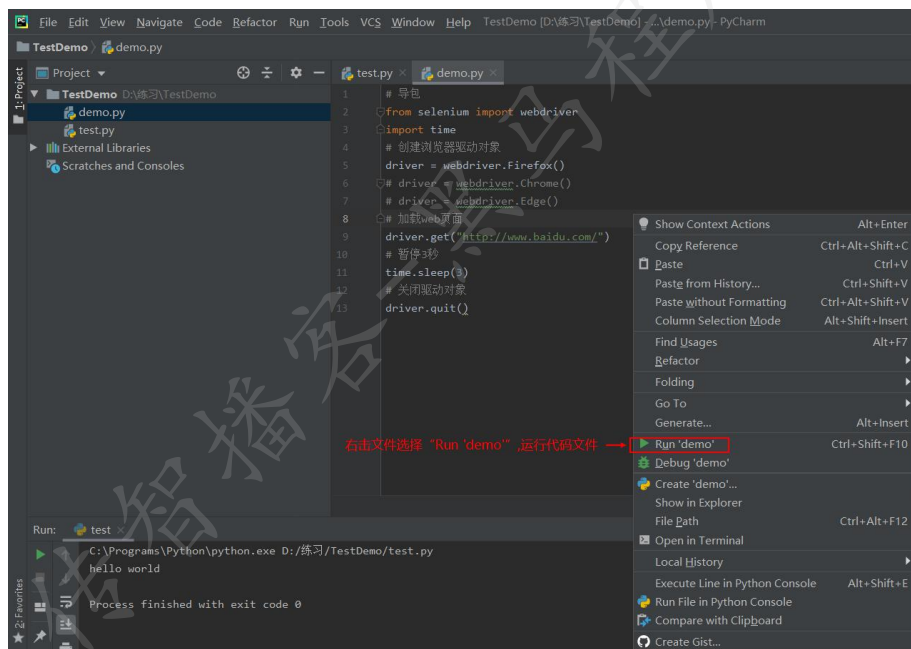 File Edit View Navigate Code Refactor Run Tools VCS Window Help TestDemo [D:\练习\TestDemo] - ...\demo.py - PyCharm
TestDemo demo.py
1: Project
Project
test.py
demo.py
TestDemo D:\练习\TestDemo
demo.py
test.py
External Libraries
Scratches and Consoles
1 # 导包
2 from selenium import webdriver
3 import time
4 # 创建浏览器驱动对象
5 driver = webdriver.Firefox()
6 # driver = webdriver.Chrome()
7 # driver = webdriver.Edge()
8 # 加载web页面
9 driver.get("http://www.baidu.com/")
10 # 暂停3秒
11 time.sleep(3)
12 # 关闭驱动对象
13 driver.quit()
Show Context Actions Alt+Enter
Copy Reference Ctrl+Alt+Shift+C
Paste Ctrl+V
Paste from History... Ctrl+Shift+V
Paste without Formatting Ctrl+Alt+Shift+V
Column Selection Mode Alt+Shift+Insert
Find Usages Alt+F7
Refactor
Folding
Go To
Generate... Alt+Insert
右击文件选择 "Run 'demo'" ,运行代码文件
Run 'demo' Ctrl+Shift+F10
Debug 'demo'
Create 'demo'...
Show in Explorer
File Path Ctrl+Alt+F12
Open in Terminal
Local History
Execute Line in Python Console Alt+Shift+E
Run File in Python Console
Compare with Clipboard
Create Gist...
Run: test
C:\Programs\Python\python.exe D:/练习/TestDemo/test.py
hello world
Process finished with exit code 0
2: Favorites
传智播客-黑马程